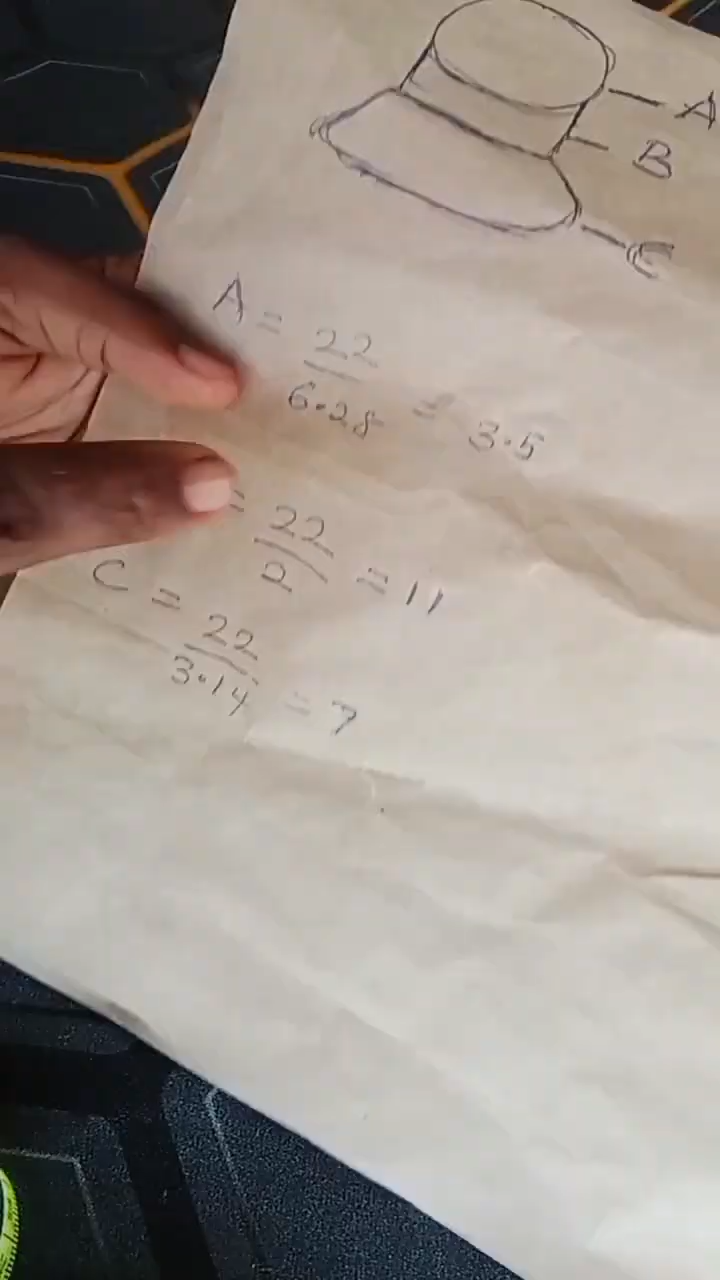 A
B
C
A = 22/6.28 = 3.5
= 22/2 = 11
C = 22/3.14 = 7